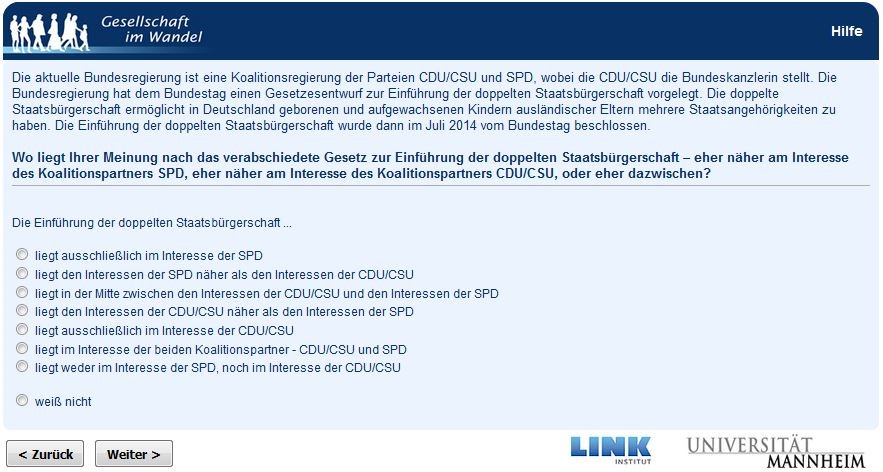 Gesellschaft
im Wandel
Hilfe
Die aktuelle Bundesregierung ist eine Koalitionsregierung der Parteien CDU/CSU und SPD, wobei die CDU/CSU die Bundeskanzlerin stellt. Die
Bundesregierung hat dem Bundestag einen Gesetzesentwurf zur Einführung der doppelten Staatsbürgerschaft vorgelegt. Die doppelte
Staatsbürgerschaft ermöglicht in Deutschland geborenen und aufgewachsenen Kindern ausländischer Eltern mehrere Staatsangehörigkeiten zu
haben. Die Einführung der doppelten Staatsbürgerschaft wurde dann im Juli 2014 vom Bundestag beschlossen.
Wo liegt Ihrer Meinung nach das verabschiedete Gesetz zur Einführung der doppelten Staatsbürgerschaft – eher näher am Interesse
des Koalitionspartners SPD, eher näher am Interesse des Koalitionspartners CDU/CSU, oder eher dazwischen?
Die Einführung der doppelten Staatsbürgerschaft ...
liegt ausschließlich im Interesse der SPD
liegt den Interessen der SPD näher als den Interessen der CDU/CSU
liegt in der Mitte zwischen den Interessen der CDU/CSU und den Interessen der SPD
liegt den Interessen der CDU/CSU näher als den Interessen der SPD
liegt ausschließlich im Interesse der CDU/CSU
liegt im Interesse der beiden Koalitionspartner - CDU/CSU und SPD
liegt weder im Interesse der SPD, noch im Interesse der CDU/CSU
weiß nicht
< Zurück
Weiter >
LINK
INSTITUT
UNIVERSITÄT
MANNHEIM